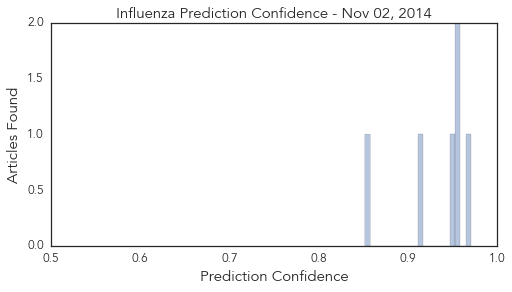 Influenza Prediction Confidence - Nov 02, 2014
Articles Found
2.0
1.5
1.0
0.5
0.0
0.5 0.6 0.7 0.8 0.9 1.0
Prediction Confidence